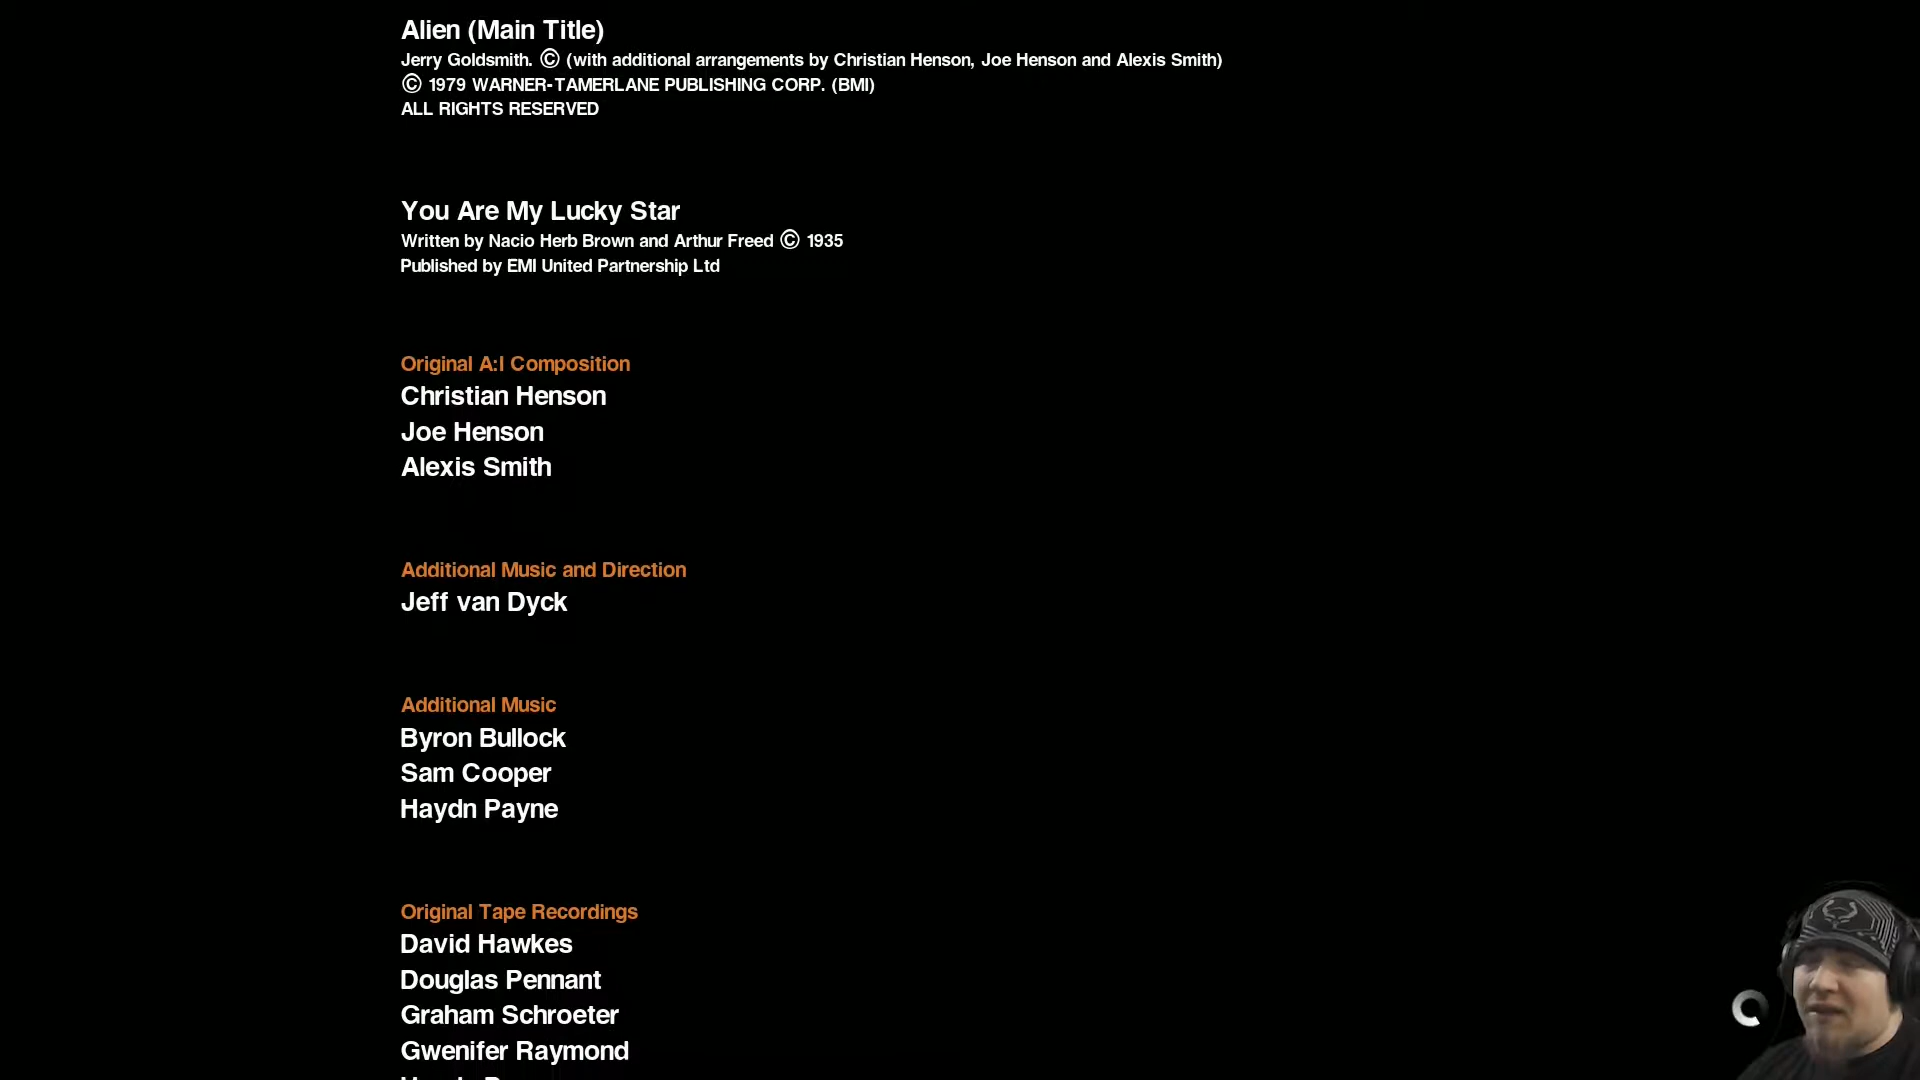 Alien (Main Title)
Jerry Goldsmith. © (with additional arrangements by Christian Henson, Joe Henson and Alexis Smith)
© 1979 WARNER-TAMERLANE PUBLISHING CORP. (BMI)
ALL RIGHTS RESERVED
You Are My Lucky Star
Written by Nacio Herb Brown and Arthur Freed © 1935
Published by EMI United Partnership Ltd
Original A:I Composition
Christian Henson
Joe Henson
Alexis Smith
Additional Music and Direction
Jeff van Dyck
Additional Music
Byron Bullock
Sam Cooper
Haydn Payne
Original Tape Recordings
David Hawkes
Douglas Pennant
Graham Schroeter
Gwenifer Raymond